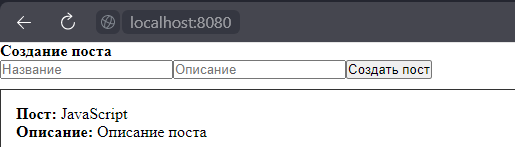 localhost:8080
Создание поста
Название Описание Создать пост
Пост: JavaScript
Описание: Описание поста